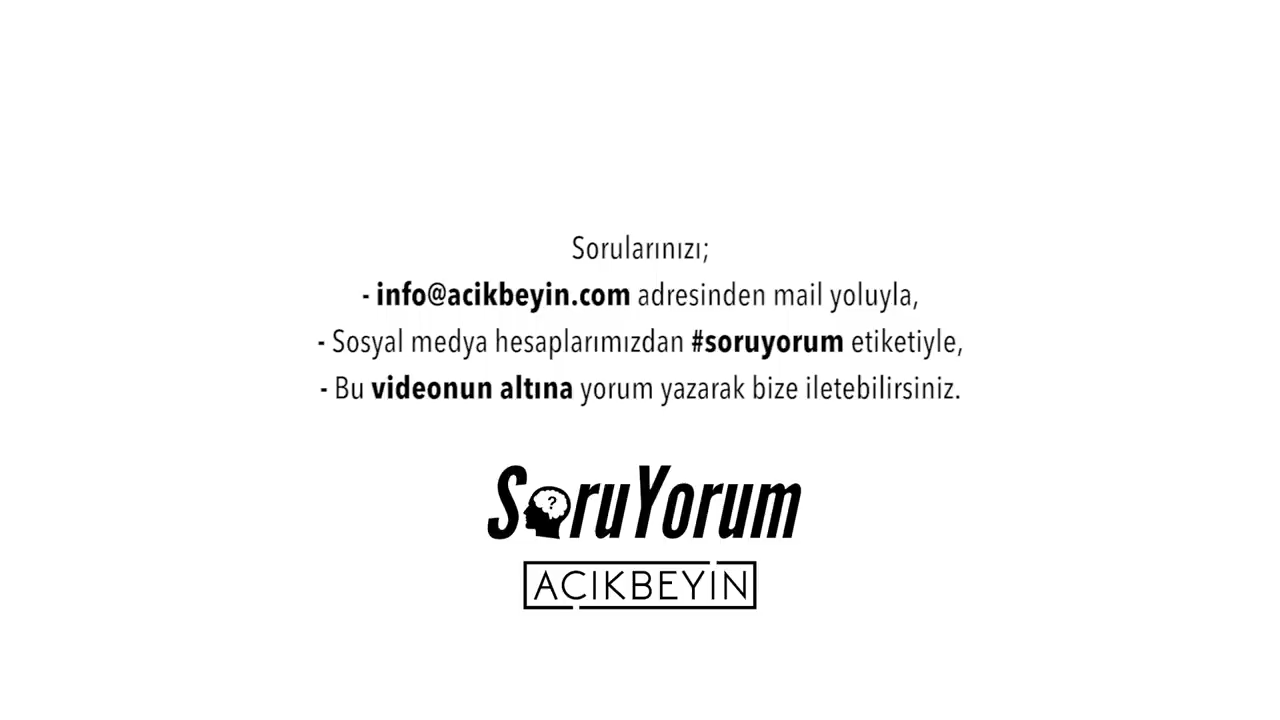 Sorularınızı;
- info@acikbeyin.com adresinden mail yoluyla,
- Sosyal medya hesaplarımızdan #soruyorum etiketiyle,
- Bu videonun altına yorum yazarak bize iletebilirsiniz.
SoruYorum
AÇIKBEYİN